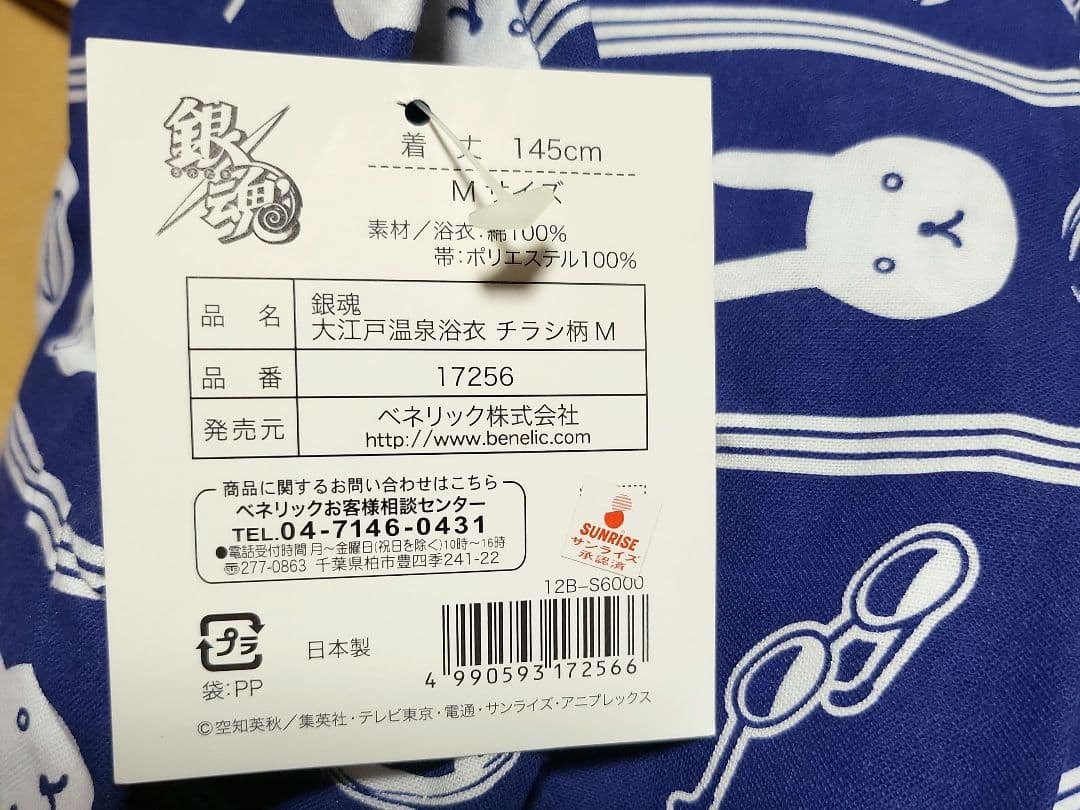 銀魂
ぎんたま
着 丈 145cm
Mサイズ
素材／浴衣:綿100%
帯:ポリエステル100%
品 名 銀魂
大江戸温泉浴衣 チラシ柄 M
品 番 17256
発売元 ベネリック株式会社
http://www.benelic.com
商品に関するお問い合わせはこちら
ベネリックお客様相談センター
TEL.04-7146-0431
●電話受付時間 月～金曜日(祝日を除く)10時～16時
〠277-0863 千葉県柏市豊四季241-22
SUNRISE
サンライズ
承認済
12B-S6000
プラ
日本製
袋:PP
4 990593 172566
©空知英秋／集英社・テレビ東京・電通・サンライズ・アニプレックス